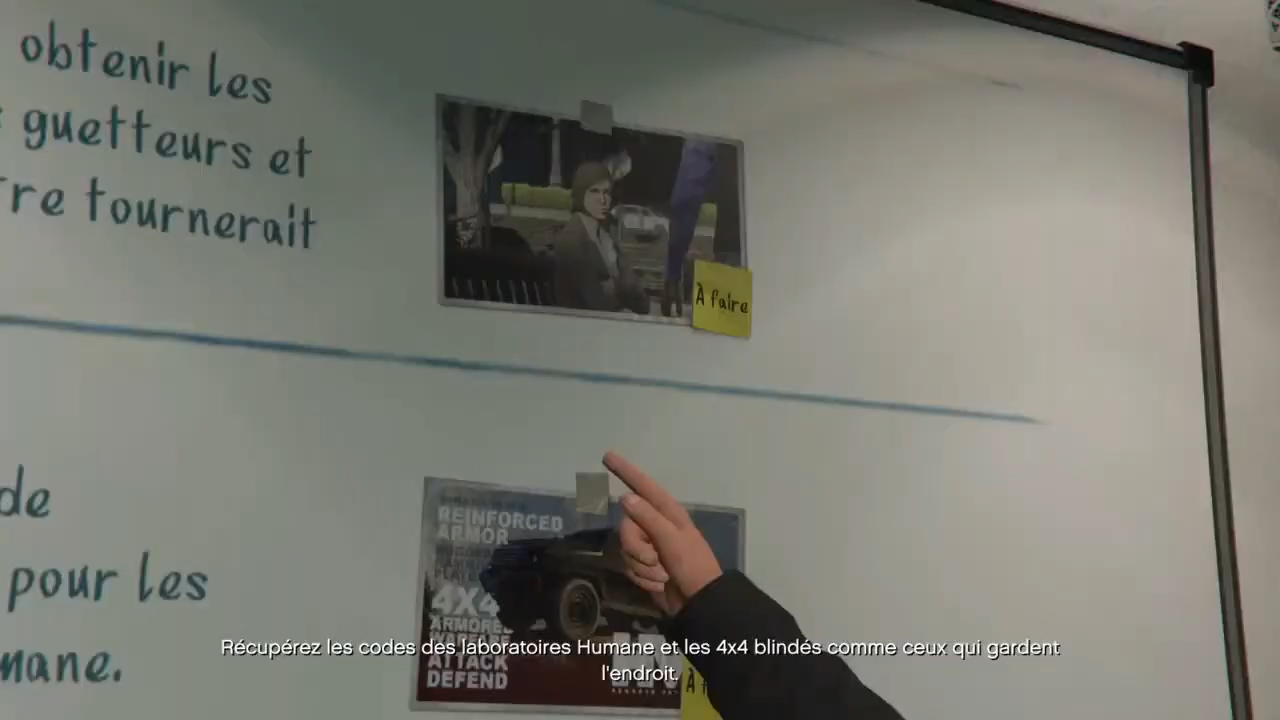 obtenir les
guetteurs et
re tournerait
À faire
de
pour les
mane.
REINFORCED
ARMOR
4X4
ARMORED
WARFARE
ATTACK
DEFEND
À f
Récupérez les codes des laboratoires Humane et les 4x4 blindés comme ceux qui gardent
l'endroit.